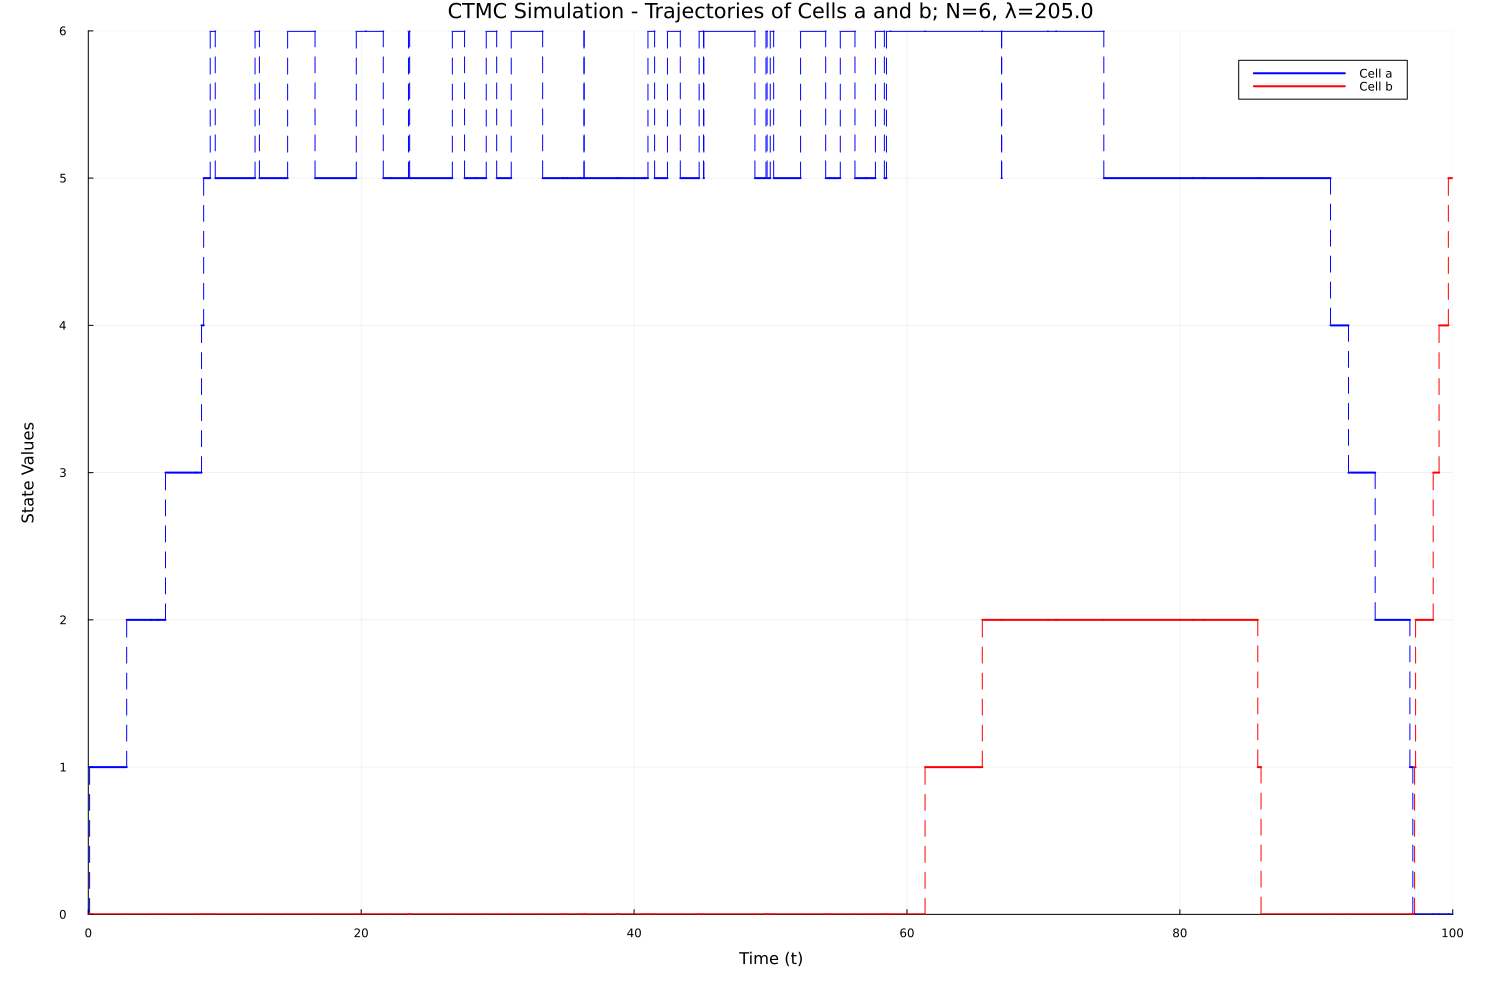 CTMC Simulation - Trajectories of Cells a and b; N=6, λ=205.0
6
Cell a
Cell b
5
4
3
State Values
2
1
0
0 20 40 60 80 100
Time (t)